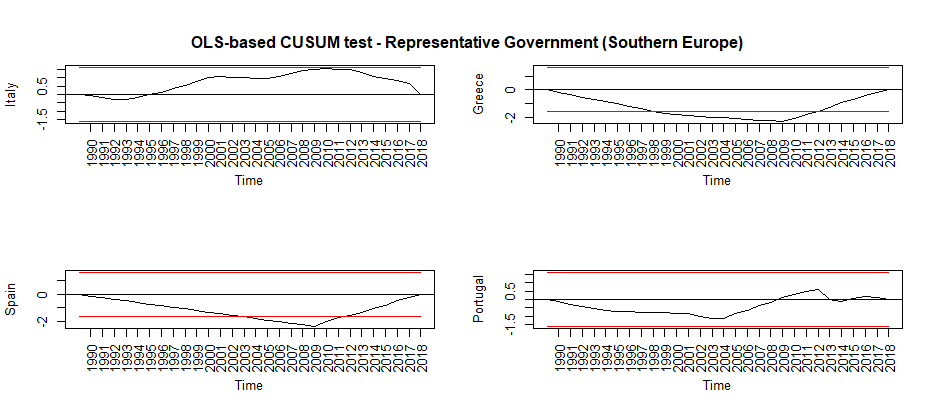 OLS-based CUSUM test - Representative Government (Southern Europe)
Italy
0.5
-1.5
1990 1991 1992 1993 1994 1995 1996 1997 1998 1999 2000 2001 2002 2003 2004 2005 2006 2007 2008 2009 2010 2011 2012 2013 2014 2015 2016 2017 2018
Time
Greece
0
-2
1990 1991 1992 1993 1994 1995 1996 1997 1998 1999 2000 2001 2002 2003 2004 2005 2006 2007 2008 2009 2010 2011 2012 2013 2014 2015 2016 2017 2018
Time
Spain
0
-2
1990 1991 1992 1993 1994 1995 1996 1997 1998 1999 2000 2001 2002 2003 2004 2005 2006 2007 2008 2009 2010 2011 2012 2013 2014 2015 2016 2017 2018
Time
Portugal
0.5
-1.5
1990 1991 1992 1993 1994 1995 1996 1997 1998 1999 2000 2001 2002 2003 2004 2005 2006 2007 2008 2009 2010 2011 2012 2013 2014 2015 2016 2017 2018
Time